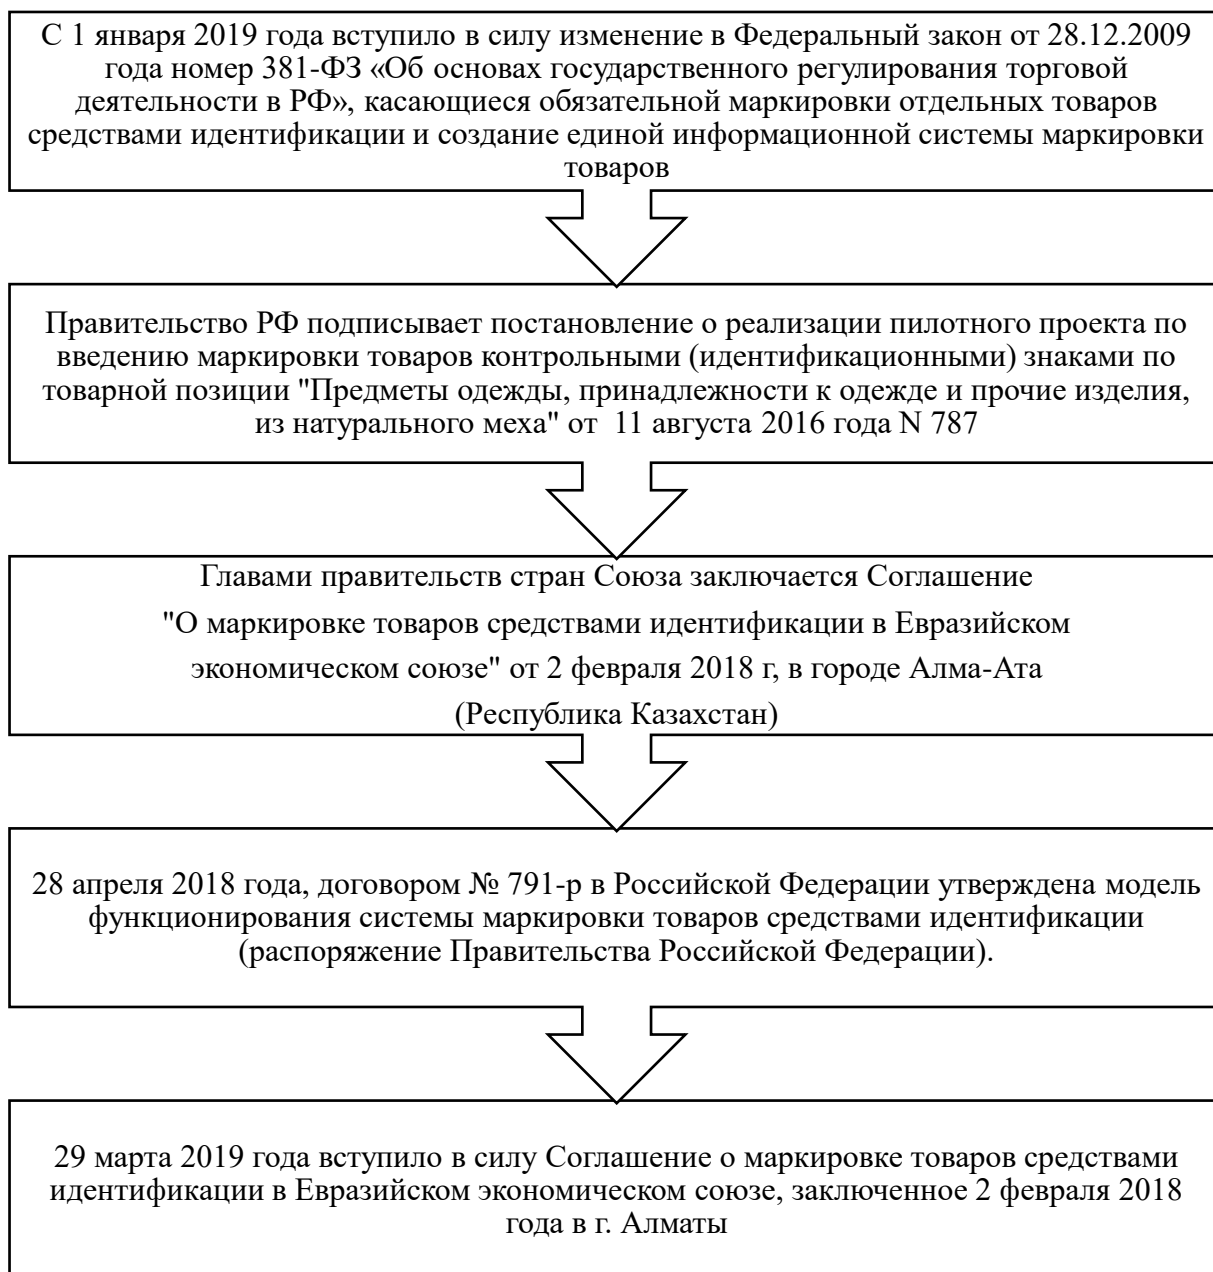 С 1 января 2019 года вступило в силу изменение в Федеральный закон от 28.12.2009
года номер 381-ФЗ «Об основах государственного регулирования торговой
деятельности в РФ», касающиеся обязательной маркировки отдельных товаров
средствами идентификации и создание единой информационной системы маркировки
товаров
Правительство РФ подписывает постановление о реализации пилотного проекта по
введению маркировки товаров контрольными (идентификационными) знаками по
товарной позиции "Предметы одежды, принадлежности к одежде и прочие изделия,
из натурального меха" от 11 августа 2016 года N 787
Главами правительств стран Союза заключается Соглашение
"О маркировке товаров средствами идентификации в Евразийском
экономическом союзе" от 2 февраля 2018 г, в городе Алма-Ата
(Республика Казахстан)
28 апреля 2018 года, договором № 791-р в Российской Федерации утверждена модель
функционирования системы маркировки товаров средствами идентификации
(распоряжение Правительства Российской Федерации).
29 марта 2019 года вступило в силу Соглашение о маркировке товаров средствами
идентификации в Евразийском экономическом союзе, заключенное 2 февраля 2018
года в г. Алматы